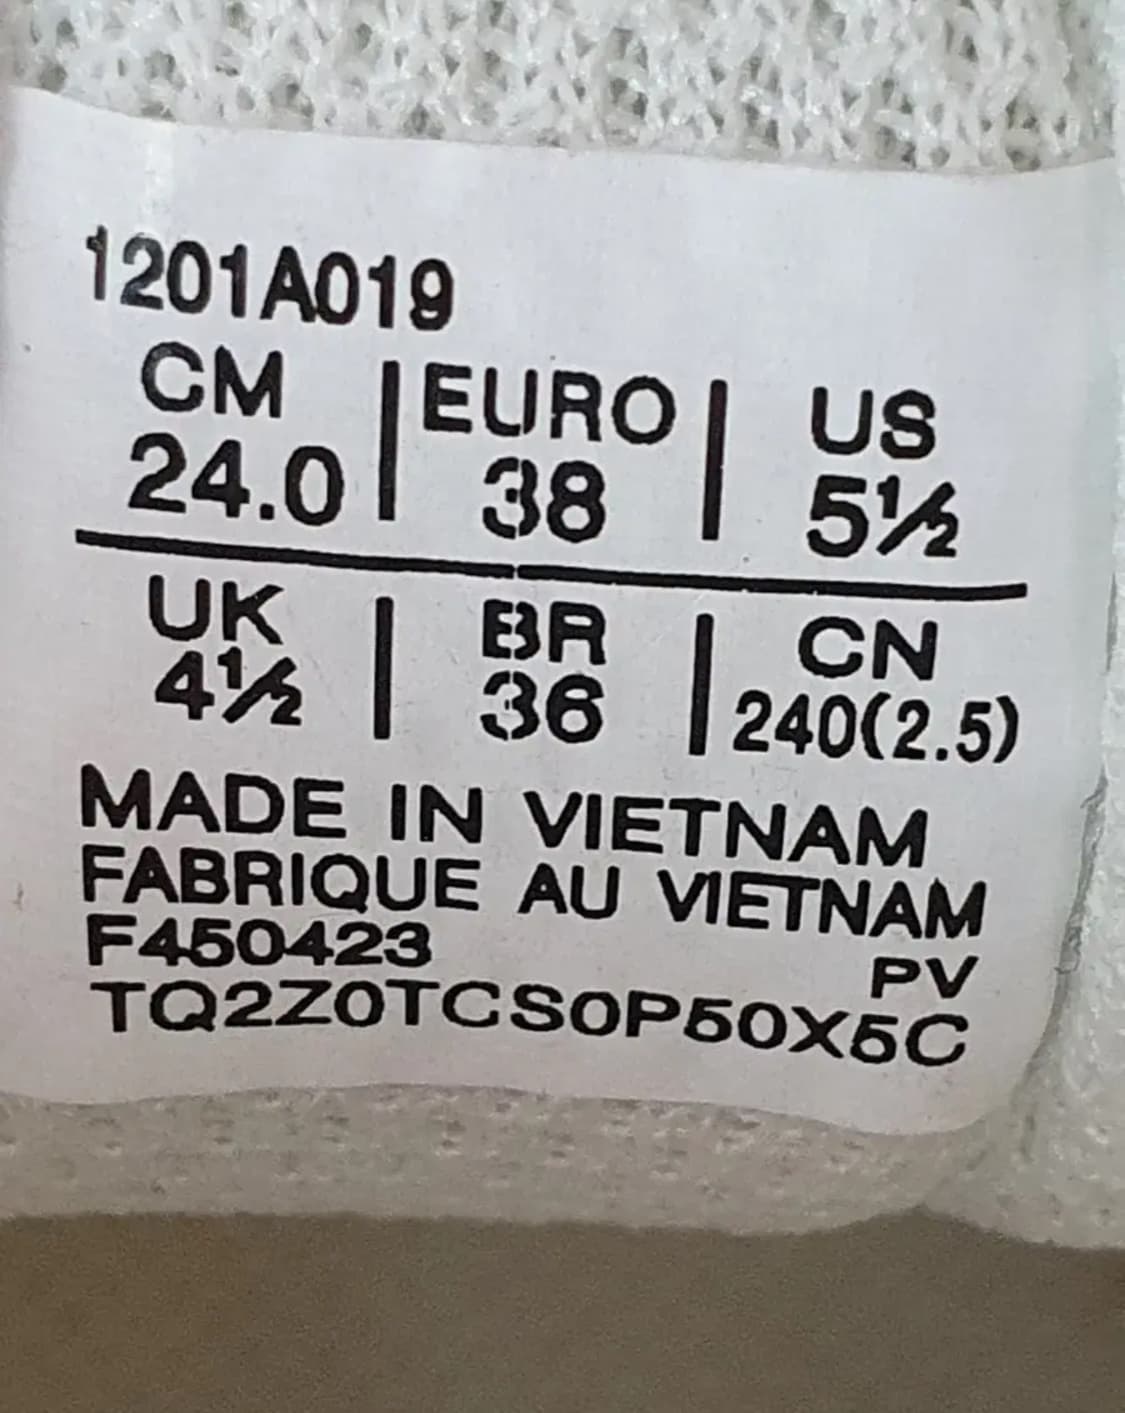 1201A019
CM | EURO | US
24.0 | 38 | 5½
UK | BR | CN
4½ | 36 | 240(2.5)
MADE IN VIETNAM
FABRIQUE AU VIETNAM
F450423 PV
TQ2Z0TCS0P50X5C